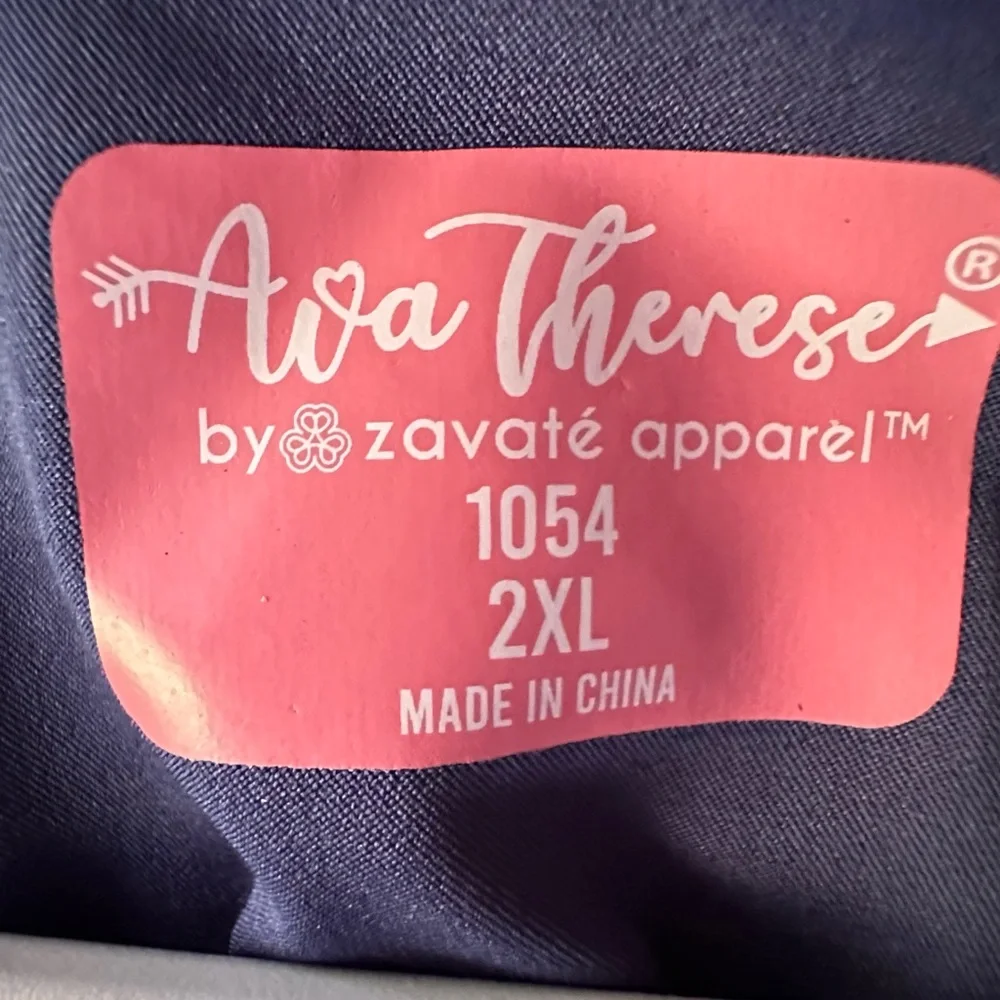 Ava Therese®
by zavaté apparel™
1054
2XL
MADE IN CHINA